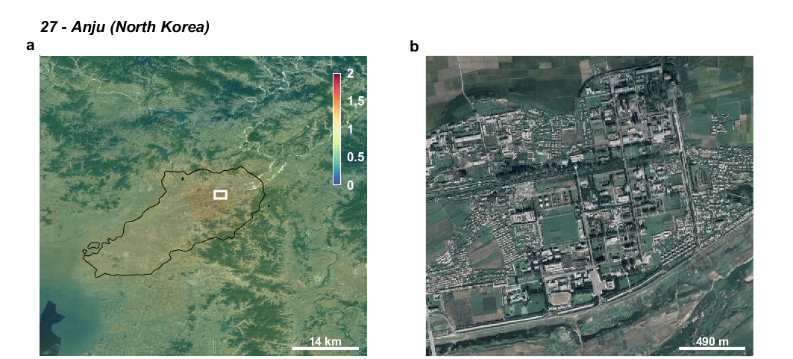 27 - Anju (North Korea)
a
b
2
1,5
1
0.5
0
14 km
490 m